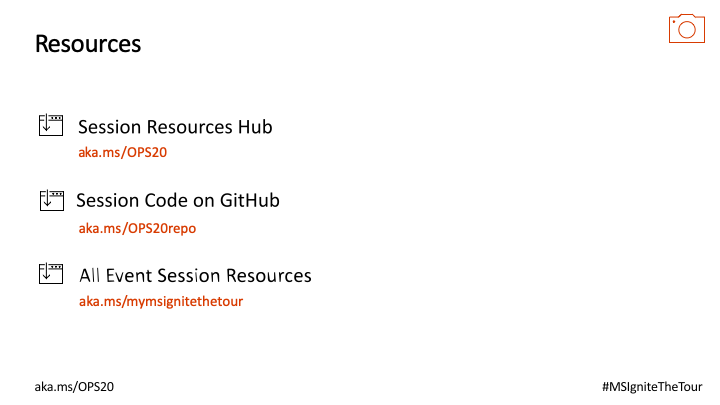 Resources
Session Resources Hub
aka.ms/OPS20
Session Code on GitHub
aka.ms/OPS20repo
All Event Session Resources
aka.ms/mymsignitethetour
aka.ms/OPS20
#MSIgniteTheTour